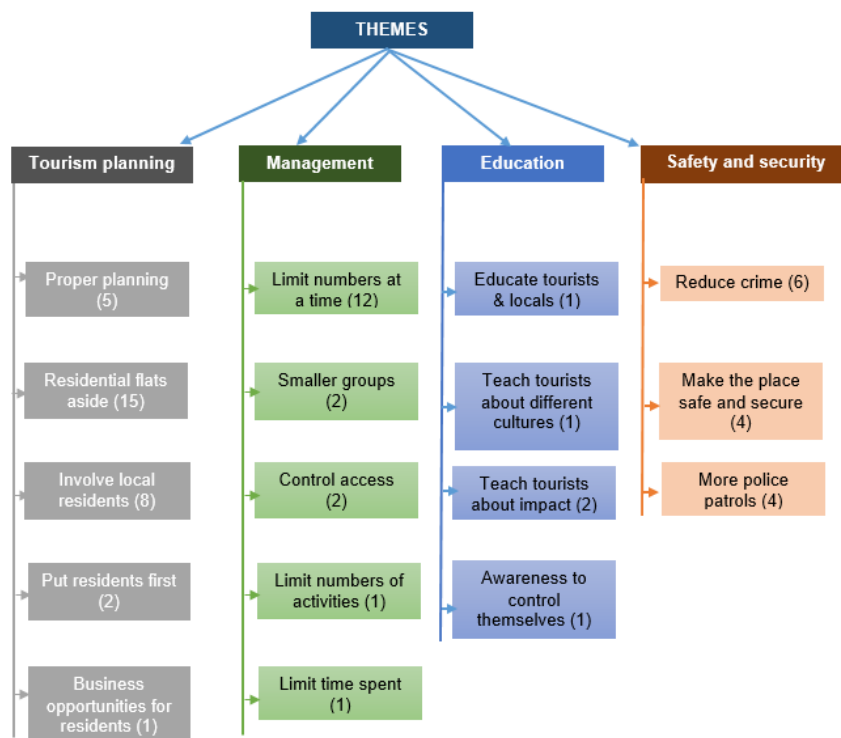 THEMES
Tourism planning
Proper planning
(5)
Residential flats
aside (15)
Involve local
residents (8)
Put residents first
(2)
Business
opportunities for
residents (1)
Management
Limit numbers at
a time (12)
Smaller groups
(2)
Control access
(2)
Limit numbers of
activities (1)
Limit time spent
(1)
Education
Educate tourists
& locals (1)
Teach tourists
about different
cultures (1)
Teach tourists
about impact (2)
Awareness to
control
themselves (1)
Safety and security
Reduce crime (6)
Make the place
safe and secure
(4)
More police
patrols (4)